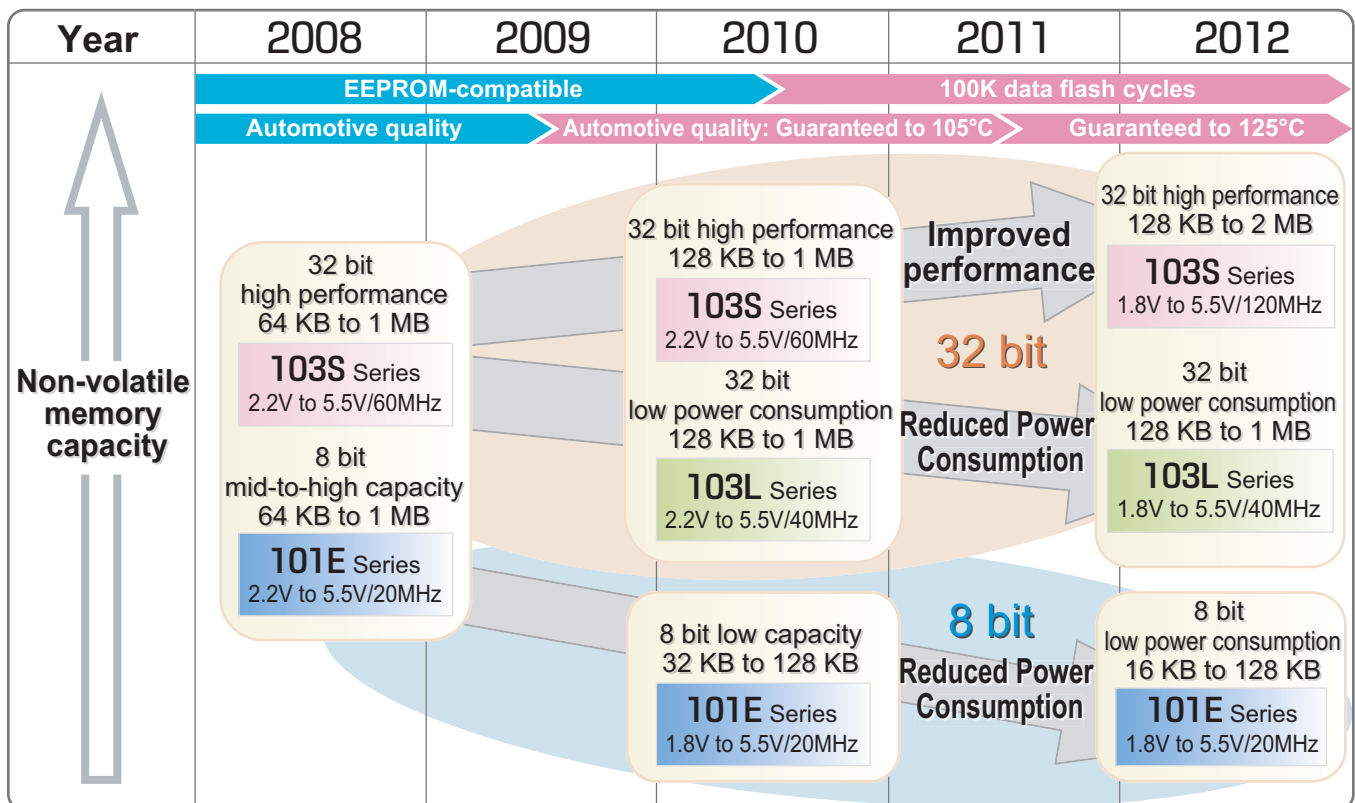 Year 2008 2009 2010 2011 2012
EEPROM-compatible 100K data flash cycles
Automotive quality Automotive quality: Guaranteed to 105°C Guaranteed to 125°C
Non-volatile
memory
capacity
32 bit
high performance
64 KB to 1 MB
103S Series
2.2V to 5.5V/60MHz
8 bit
mid-to-high capacity
64 KB to 1 MB
101E Series
2.2V to 5.5V/20MHz
32 bit high performance
128 KB to 1 MB
103S Series
2.2V to 5.5V/60MHz
32 bit
low power consumption
128 KB to 1 MB
103L Series
2.2V to 5.5V/40MHz
8 bit low capacity
32 KB to 128 KB
101E Series
1.8V to 5.5V/20MHz
Improved
performance
32 bit
Reduced Power
Consumption
8 bit
Reduced Power
Consumption
32 bit high performance
128 KB to 2 MB
103S Series
1.8V to 5.5V/120MHz
32 bit
low power consumption
128 KB to 1 MB
103L Series
1.8V to 5.5V/40MHz
8 bit
low power consumption
16 KB to 128 KB
101E Series
1.8V to 5.5V/20MHz